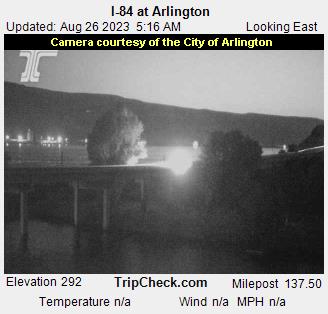 I-84 at Arlington
Updated: Aug 26 2023 5:16 AM Looking East
Camera courtesy of the City of Arlington
Elevation 292 TripCheck.com Milepost 137.50
Temperature n/a Wind n/a MPH n/a